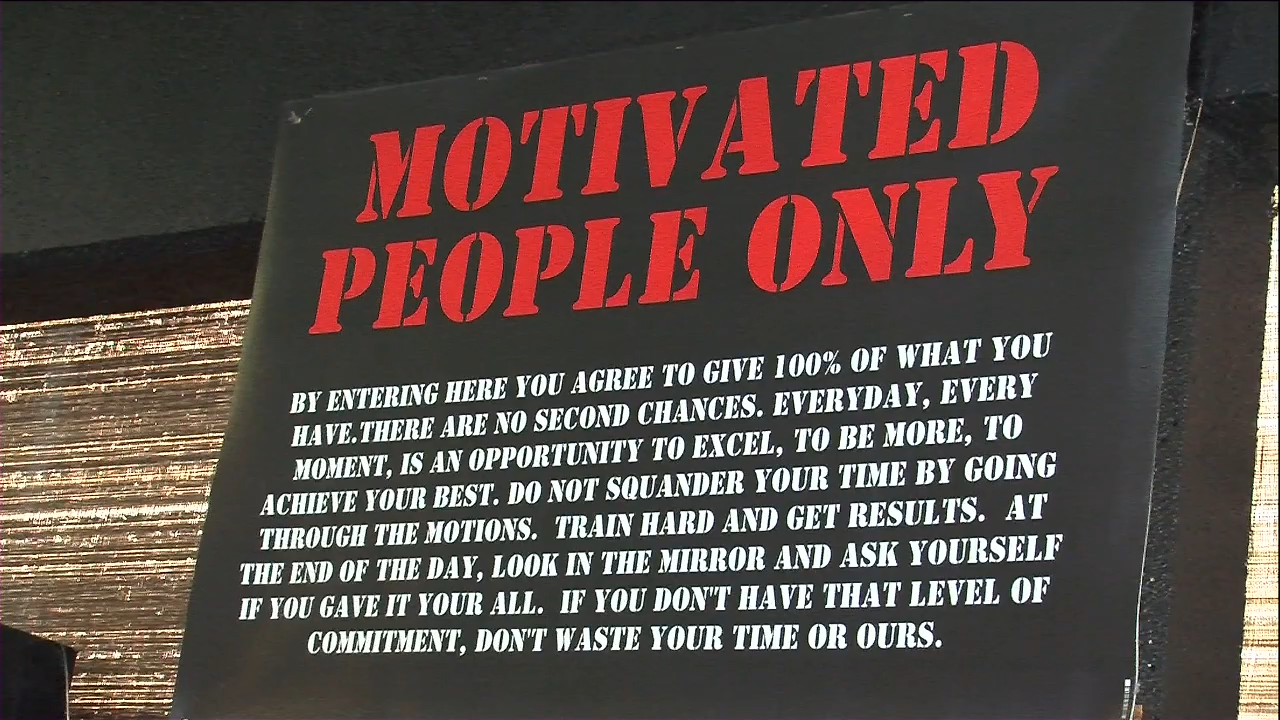 MOTIVATED
PEOPLE ONLY
BY ENTERING HERE YOU AGREE TO GIVE 100% OF WHAT YOU
HAVE.THERE ARE NO SECOND CHANCES. EVERYDAY, EVERY
MOMENT, IS AN OPPORTUNITY TO EXCEL, TO BE MORE, TO
ACHIEVE YOUR BEST. DO NOT SQUANDER YOUR TIME BY GOING
THROUGH THE MOTIONS.  TRAIN HARD AND GET RESULTS.  AT
THE END OF THE DAY, LOOK IN THE MIRROR AND ASK YOURSELF
IF YOU GAVE IT YOUR ALL.  IF YOU DON'T HAVE THAT LEVEL OF
COMMITMENT, DON'T WASTE YOUR TIME OR OURS.